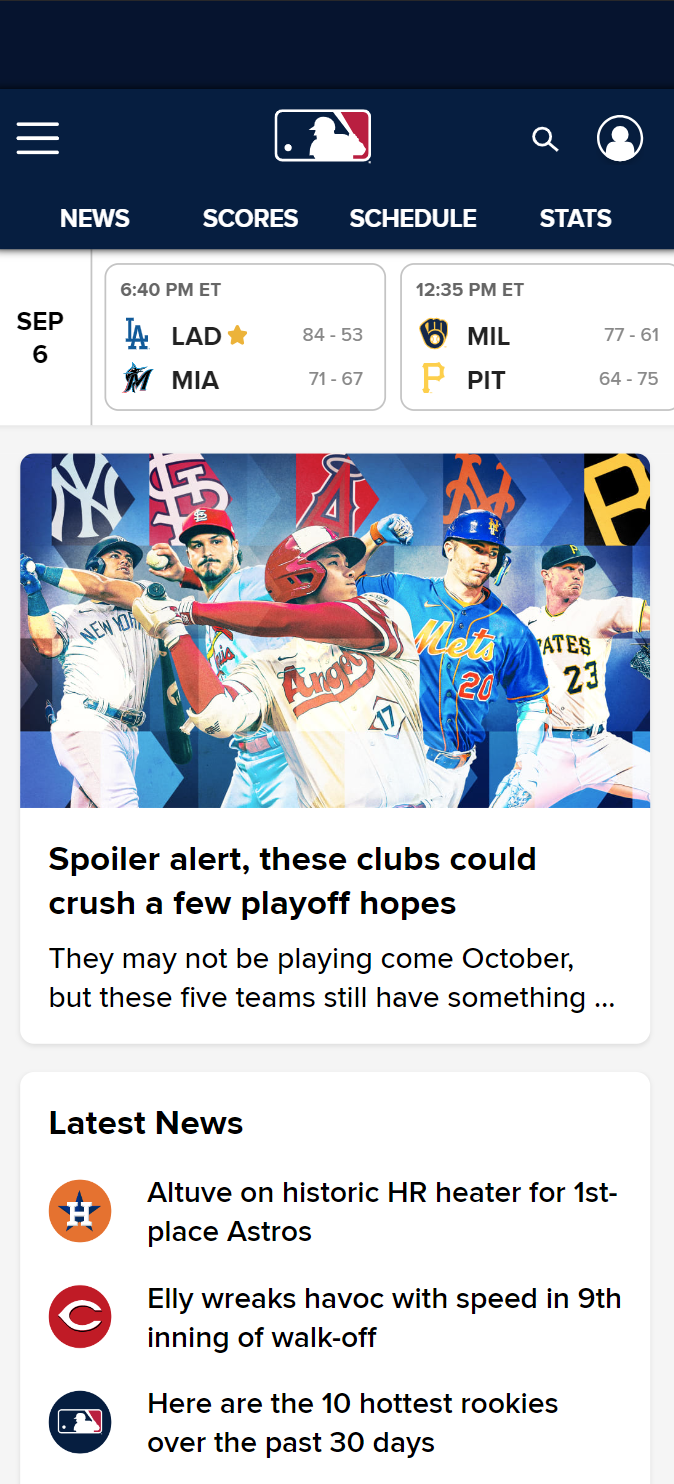 NEWS SCORES SCHEDULE STATS
SEP
6
6:40 PM ET
LAD 84 - 53
MIA 71 - 67
12:35 PM ET
MIL 77 - 61
PIT 64 - 75
NEW YORK
Angels
17
Mets
20
PATES
23
Spoiler alert, these clubs could
crush a few playoff hopes
They may not be playing come October,
but these five teams still have something ...
Latest News
Altuve on historic HR heater for 1st-
place Astros
Elly wreaks havoc with speed in 9th
inning of walk-off
Here are the 10 hottest rookies
over the past 30 days